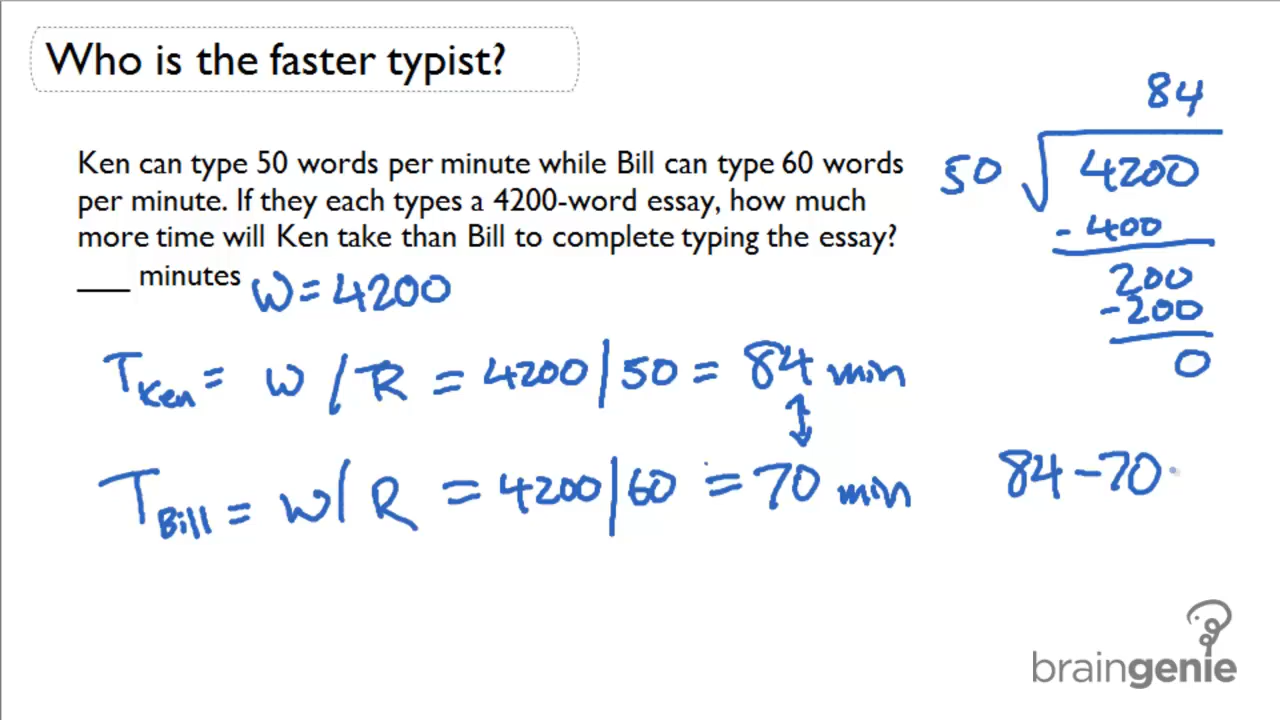 Who is the faster typist?
Ken can type 50 words per minute while Bill can type 60 words
per minute. If they each types a 4200-word essay, how much
more time will Ken take than Bill to complete typing the essay?
___ minutes
W = 4200
T Ken = W / R = 4200 / 50 = 84 min
T Bill = W / R = 4200 / 60 = 70 min
84
50 √4200
- 400
200
- 200
0
84 - 70
braingenie